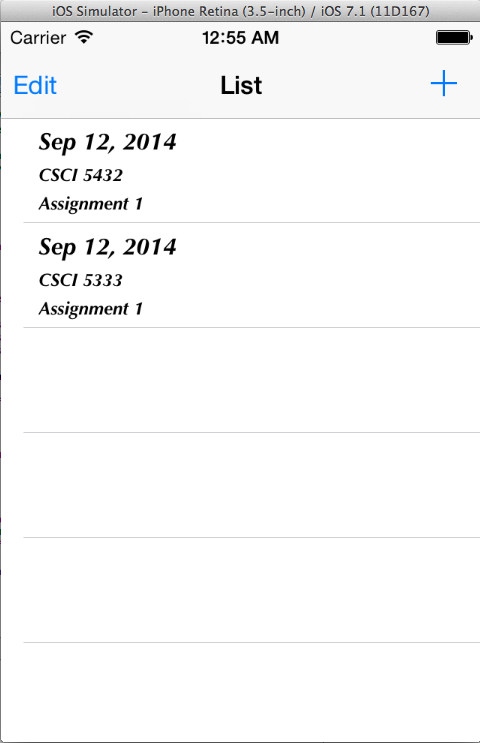 iOS Simulator - iPhone Retina (3.5-inch) / iOS 7.1 (11D167)
Carrier 12:55 AM
Edit List +
Sep 12, 2014
CSCI 5432
Assignment 1
Sep 12, 2014
CSCI 5333
Assignment 1